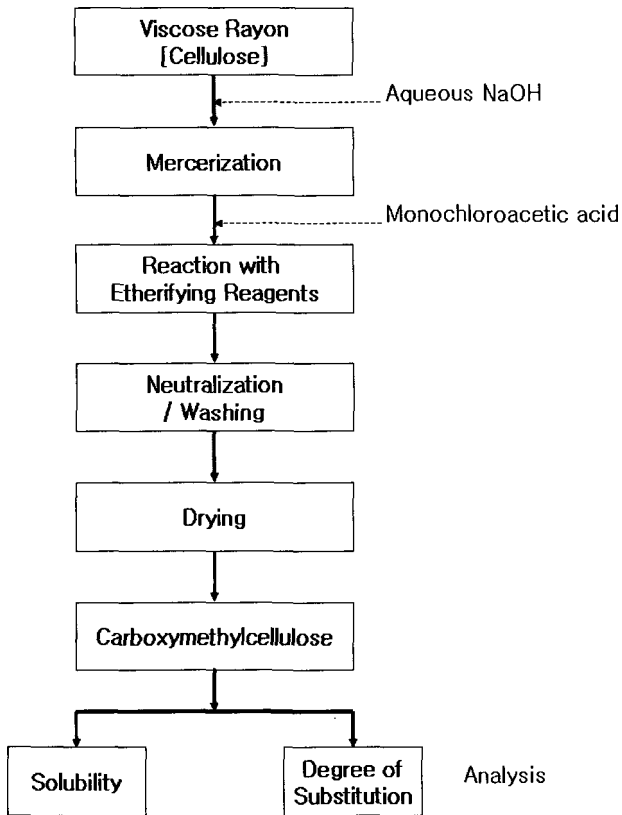 Viscose Rayon
[Cellulose]
Aqueous NaOH
Mercerization
Monochloroacetic acid
Reaction with
Etherifying Reagents
Neutralization
/ Washing
Drying
Carboxymethylcellulose
Solubility
Degree of
Substitution
Analysis